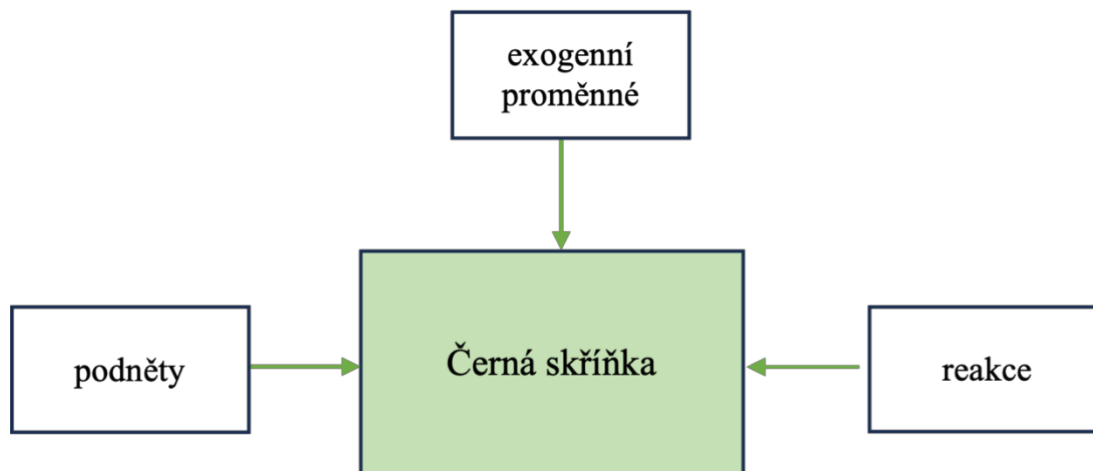 exogenní
proměnné
podněty
Černá skříňka
reakce